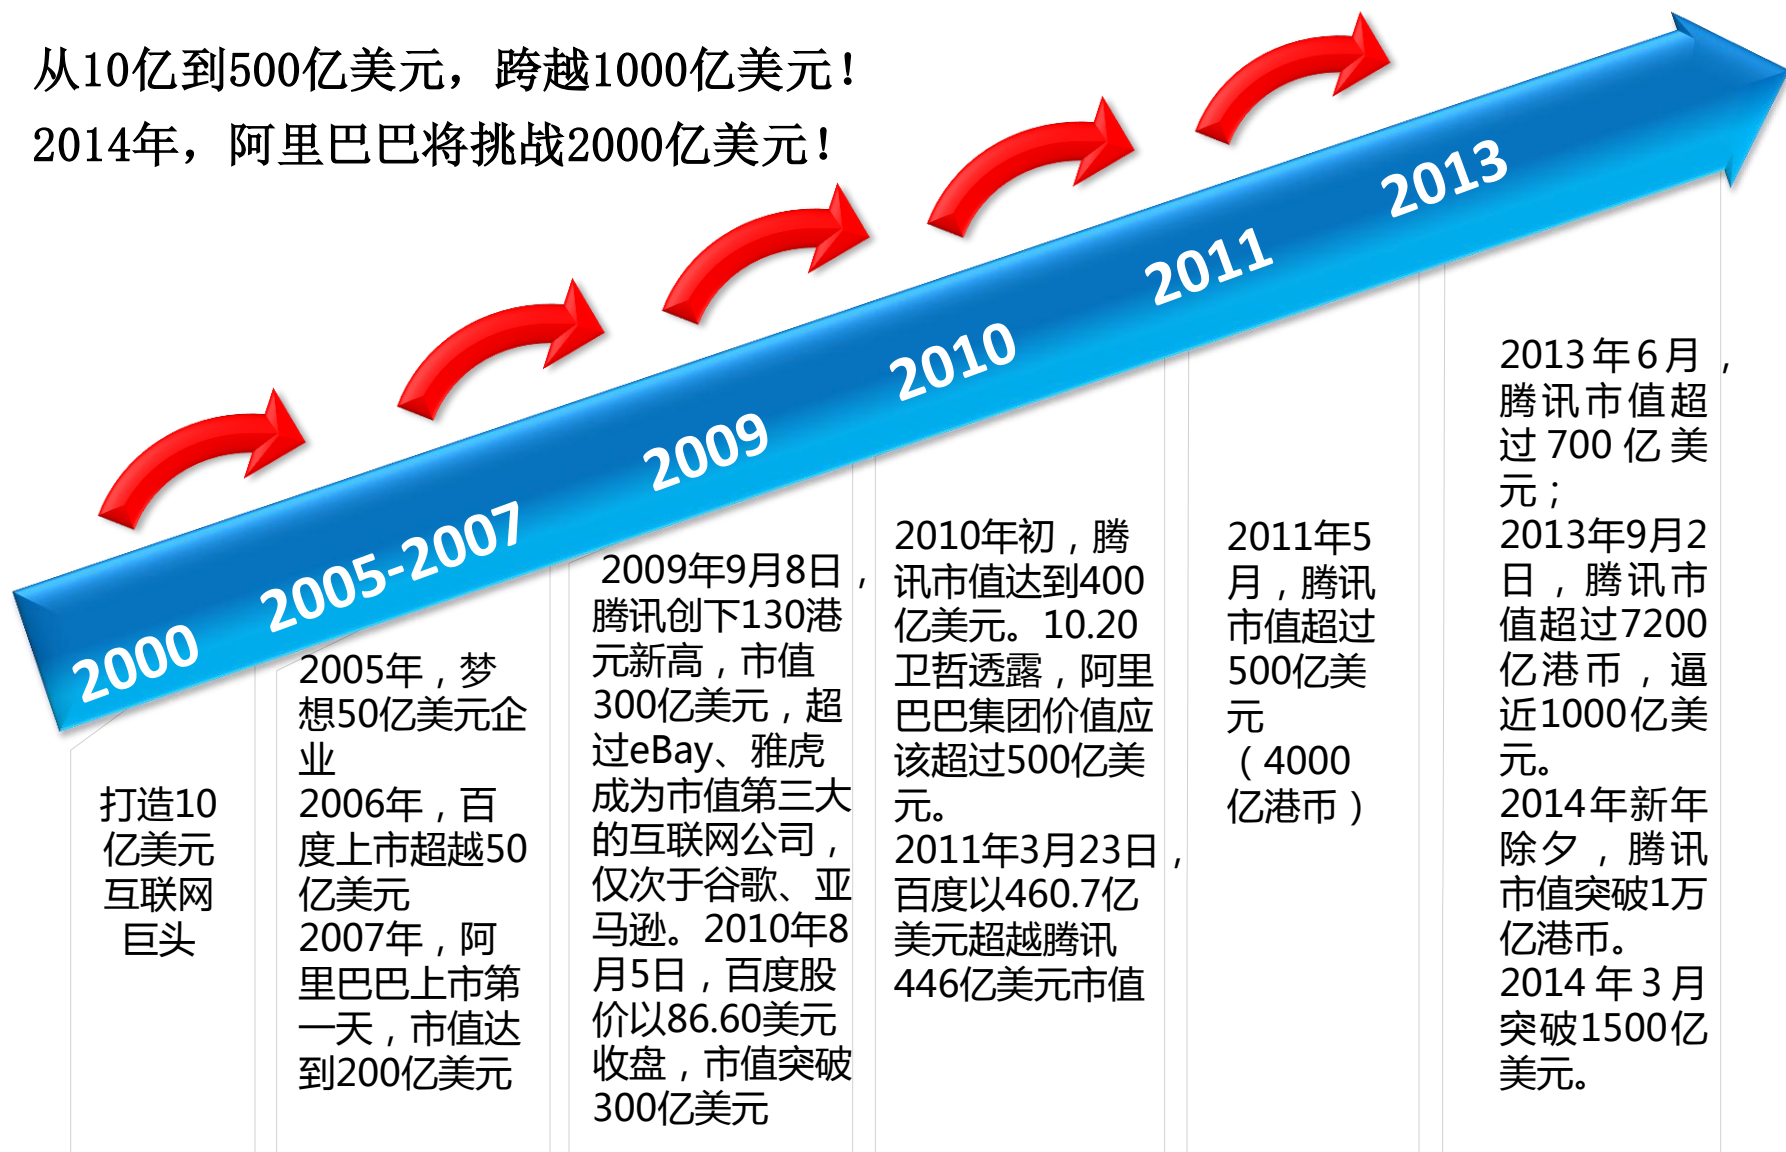 从10亿到500亿美元，跨越1000亿美元！
2014年，阿里巴巴将挑战2000亿美元！
2000
2005-2007
2009
2010
2011
2013
打造10
亿美元
互联网
巨头
2005年，梦
想50亿美元企
业
2006年，百
度上市超越50
亿美元
2007年，阿
里巴巴上市第
一天，市值达
到200亿美元
2009年9月8日，
腾讯创下130港
元新高，市值
300亿美元，超
过eBay、雅虎
成为市值第三大
的互联网公司，
仅次于谷歌、亚
马逊。2010年8
月5日，百度股
价以86.60美元
收盘，市值突破
300亿美元
2010年初，腾
讯市值达到400
亿美元。10.20
卫哲透露，阿里
巴巴集团价值应
该超过500亿美
元。
2011年3月23日，
百度以460.7亿
美元超越腾讯
446亿美元市值
2011年5
月，腾讯
市值超过
500亿美
元
（4000
亿港币）
2013年6月，
腾讯市值超
过700亿美
元；
2013年9月2
日，腾讯市
值超过7200
亿港币，逼
近1000亿美
元。
2014年新年
除夕，腾讯
市值突破1万
亿港币。
2014年3月
突破1500亿
美元。